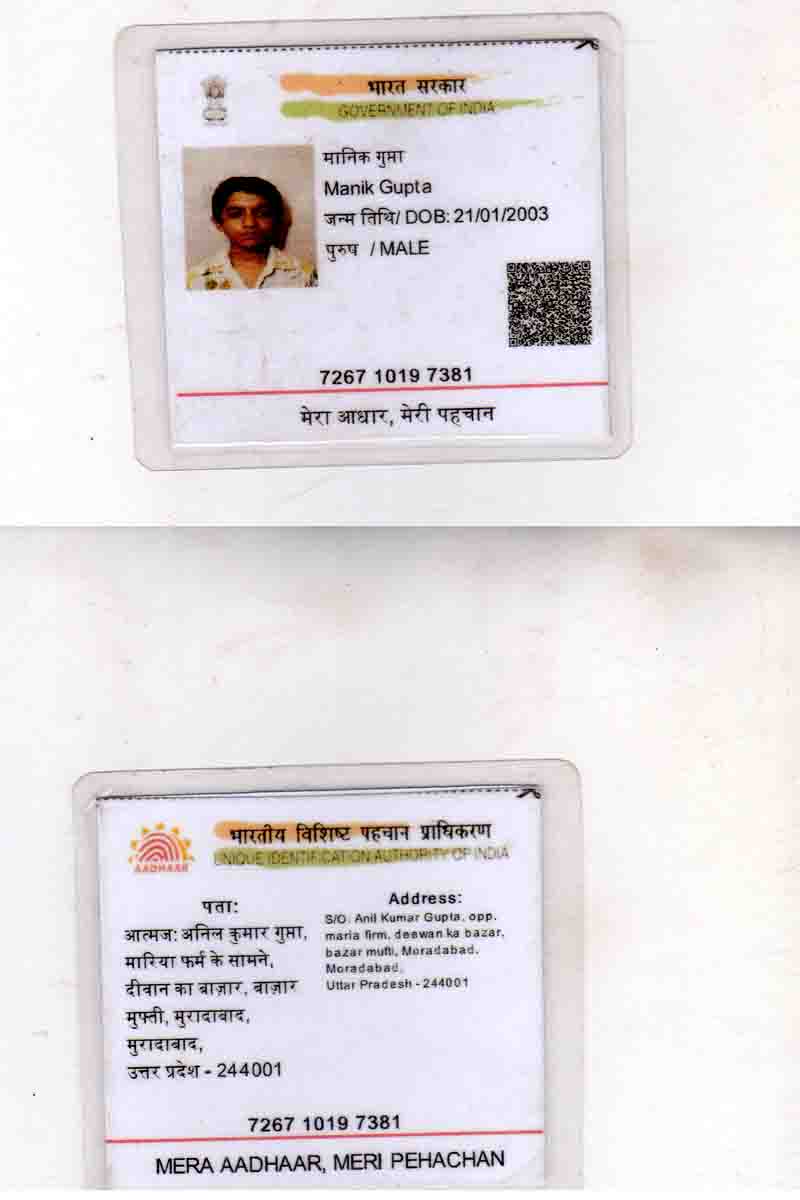 भारत सरकार
GOVERNMENT OF INDIA
मानिक गुप्ता
Manik Gupta
जन्म तिथि/ DOB: 21/01/2003
पुरुष / MALE
7267 1019 7381
मेरा आधार, मेरी पहचान
भारतीय विशिष्ट पहचान प्राधिकरण
UNIQUE IDENTIFICATION AUTHORITY OF INDIA
AADHAAR
पता:
आत्मज: अनिल कुमार गुप्ता,
मारिया फर्म के सामने,
दीवान का बाज़ार, बाज़ार
मुफ्ती, मुरादाबाद,
मुरादाबाद,
उत्तर प्रदेश - 244001
Address:
S/O: Anil Kumar Gupta, opp.
maria firm, deewan ka bazar,
bazar mufti, Moradabad,
Moradabad,
Uttar Pradesh - 244001
7267 1019 7381
MERA AADHAAR, MERI PEHACHAN